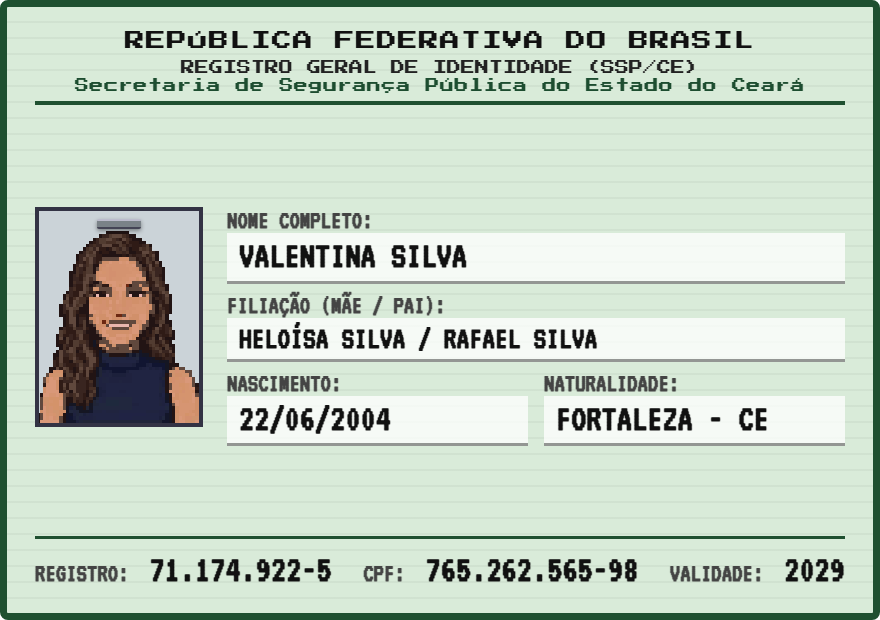 REPúBLICA FEDERATIVA DO BRASIL
REGISTRO GERAL DE IDENTIDADE (SSP/CE)
Secretaria de Segurança Pública do Estado do Ceará
NOME COMPLETO:
VALENTINA SILVA
FILIAÇÃO (MÃE / PAI):
HELOÍSA SILVA / RAFAEL SILVA
NASCIMENTO: NATURALIDADE:
22/06/2004 FORTALEZA - CE
REGISTRO: 71.174.922-5 CPF: 765.262.565-98 VALIDADE: 2029